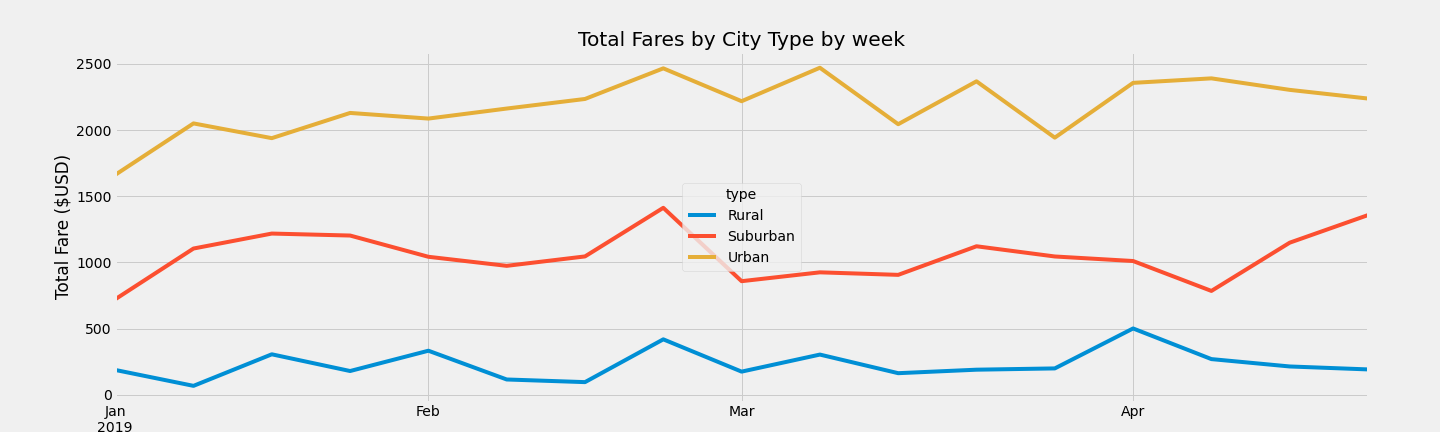 Total Fares by City Type by week
Total Fare ($USD)
2500
2000
1500
1000
500
0
type
Rural
Suburban
Urban
Jan
2019
Feb
Mar
Apr